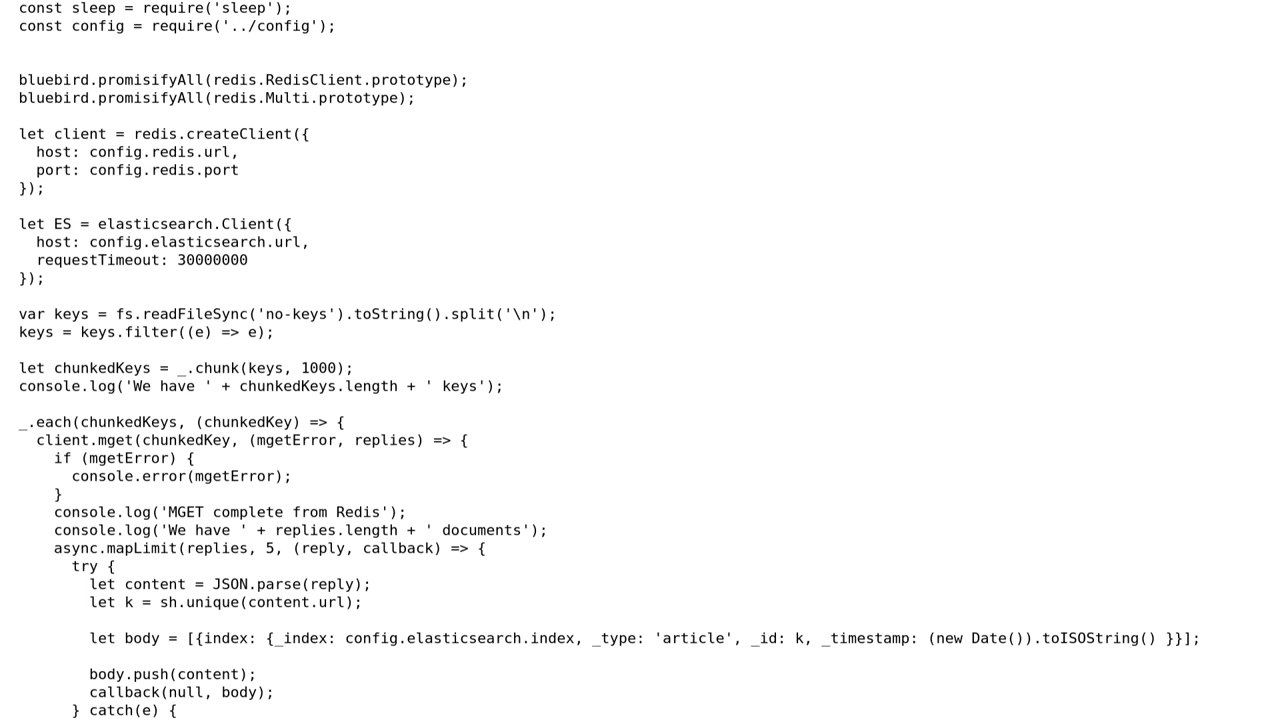 const sleep = require('sleep');
const config = require('../config');
bluebird.promisifyAll(redis.RedisClient.prototype);
bluebird.promisifyAll(redis.Multi.prototype);
let client = redis.createClient({
  host: config.redis.url,
  port: config.redis.port
});
let ES = elasticsearch.Client({
  host: config.elasticsearch.url,
  requestTimeout: 30000000
});
var keys = fs.readFileSync('no-keys').toString().split('\n');
keys = keys.filter((e) => e);
let chunkedKeys = _.chunk(keys, 1000);
console.log('We have ' + chunkedKeys.length + ' keys');
_.each(chunkedKeys, (chunkedKey) => {
  client.mget(chunkedKey, (mgetError, replies) => {
    if (mgetError) {
      console.error(mgetError);
    }
    console.log('MGET complete from Redis');
    console.log('We have ' + replies.length + ' documents');
    async.mapLimit(replies, 5, (reply, callback) => {
      try {
        let content = JSON.parse(reply);
        let k = sh.unique(content.url);
        let body = [{index: {_index: config.elasticsearch.index, _type: 'article', _id: k, _timestamp: (new Date()).toISOString() }}];
        body.push(content);
        callback(null, body);
      } catch(e) {